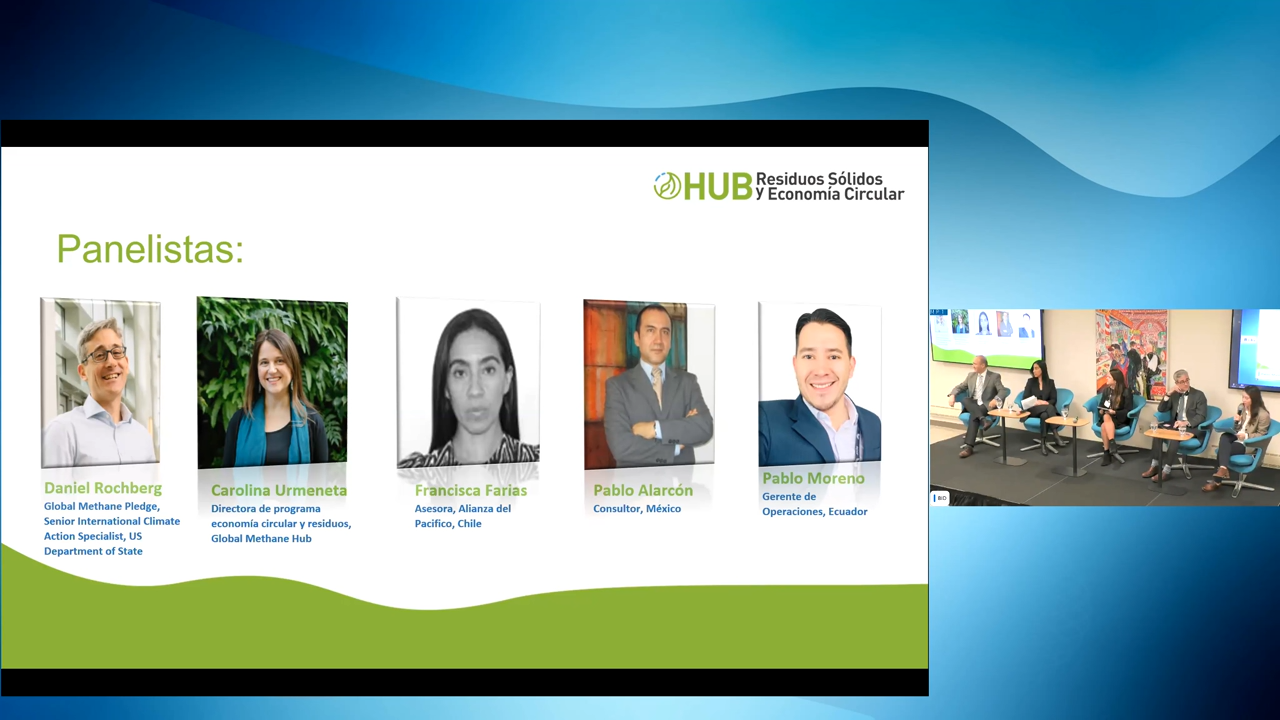 HUB Residuos Sólidos
y Economía Circular
Panelistas:
Daniel Rochberg
Global Methane Pledge,
Senior International Climate
Action Specialist, US
Department of State
Carolina Urmeneta
Directora de programa
economía circular y residuos,
Global Methane Hub
Francisca Farías
Asesora, Alianza del
Pacifico, Chile
Pablo Alarcón
Consultor, México
Pablo Moreno
Gerente de
Operaciones, Ecuador
BID